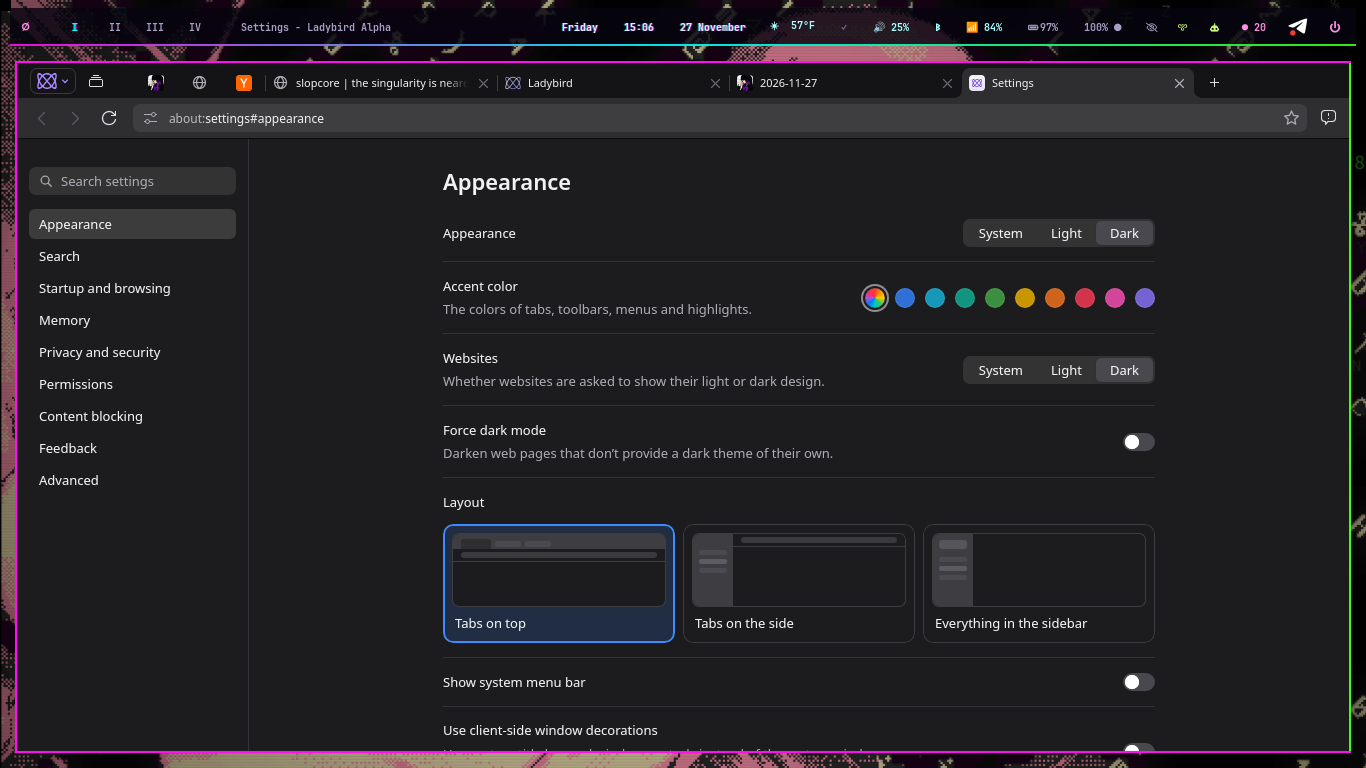 Ø I II III IV Settings - Ladybird Alpha Friday 15:06 27 November 57°F 25% 84% 97% 100% 20
slopcore | the singularity is near Ladybird 2026-11-27 Settings
about:settings#appearance
Search settings
Appearance
Search
Startup and browsing
Memory
Privacy and security
Permissions
Content blocking
Feedback
Advanced
Appearance
Appearance System Light Dark
Accent color
The colors of tabs, toolbars, menus and highlights.
Websites
Whether websites are asked to show their light or dark design.
System Light Dark
Force dark mode
Darken web pages that don’t provide a dark theme of their own.
Layout
Tabs on top Tabs on the side Everything in the sidebar
Show system menu bar
Use client-side window decorations